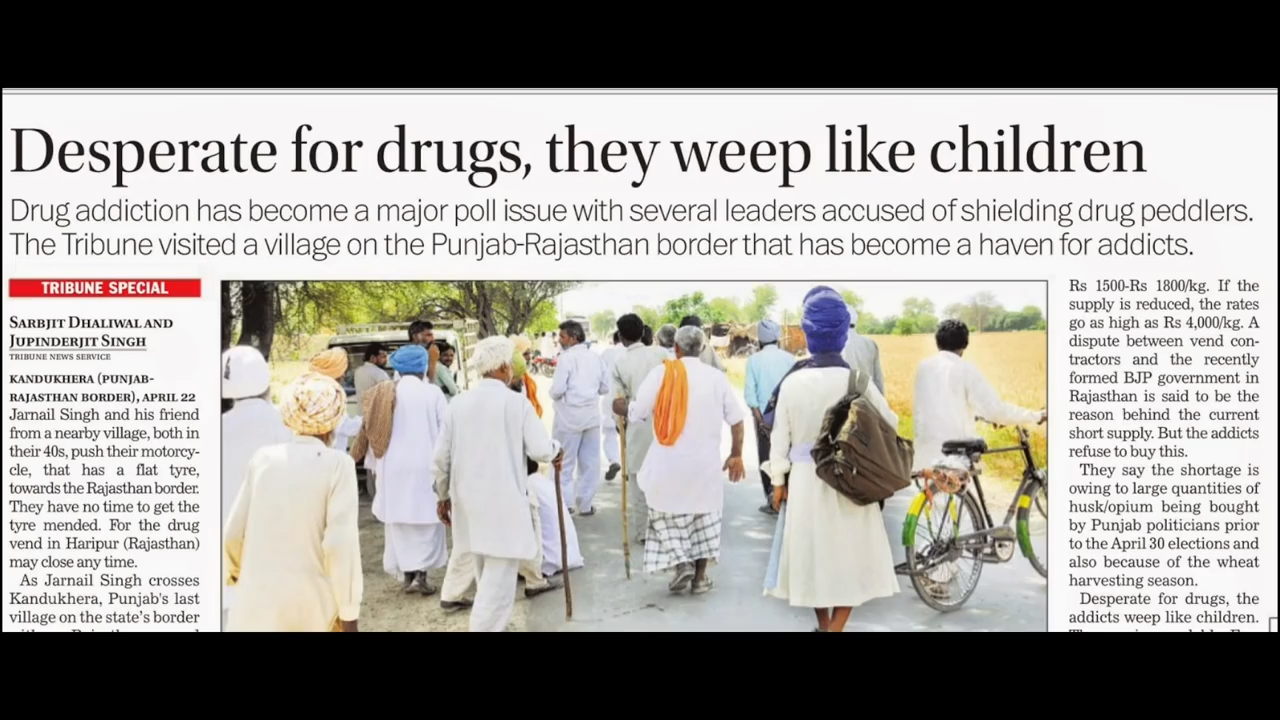 Desperate for drugs, they weep like children
Drug addiction has become a major poll issue with several leaders accused of shielding drug peddlers.
The Tribune visited a village on the Punjab-Rajasthan border that has become a haven for addicts.
TRIBUNE SPECIAL
SARBJIT DHALIWAL AND
JUPINDERJIT SINGH
TRIBUNE NEWS SERVICE
KANDUKHERA (PUNJAB-
RAJASTHAN BORDER), APRIL 22
Jarnail Singh and his friend
from a nearby village, both in
their 40s, push their motorcy-
cle, that has a flat tyre,
towards the Rajasthan border.
They have no time to get the
tyre mended. For the drug
vend in Haripur (Rajasthan)
may close any time.
As Jarnail Singh crosses
Kandukhera, Punjab's last
village on the state's border
Rs 1500-Rs 1800/kg. If the
supply is reduced, the rates
go as high as Rs 4,000/kg. A
dispute between vend con-
tractors and the recently
formed BJP government in
Rajasthan is said to be the
reason behind the current
short supply. But the addicts
refuse to buy this.
They say the shortage is
owing to large quantities of
husk/opium being bought
by Punjab politicians prior
to the April 30 elections and
also because of the wheat
harvesting season.
Desperate for drugs, the
addicts weep like children.